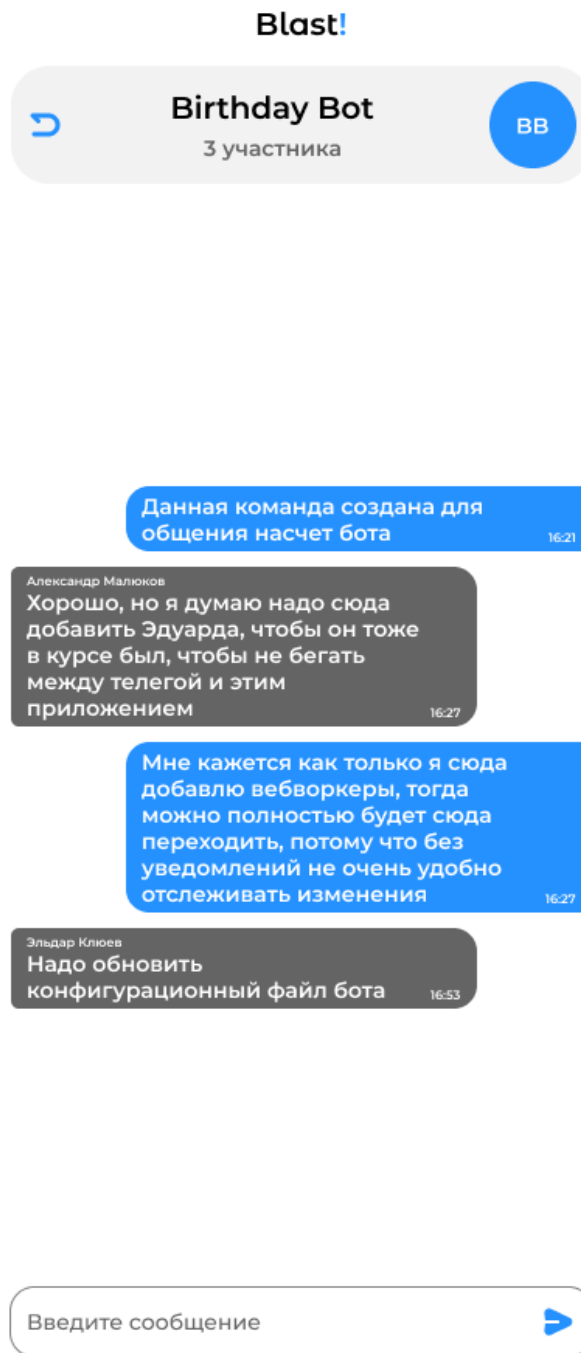 Blast!
Birthday Bot
3 участника
BB
Данная команда создана для
общения насчет бота
16:21
Александр Малюков
Хорошо, но я думаю надо сюда
добавить Эдуарда, чтобы он тоже
в курсе был, чтобы не бегать
между телегой и этим
приложением
16:27
Мне кажется как только я сюда
добавлю вебворкеры, тогда
можно полностью будет сюда
переходить, потому что без
уведомлений не очень удобно
отслеживать изменения
16:27
Эльдар Клюев
Надо обновить
конфигурационный файл бота
16:53
Введите сообщение